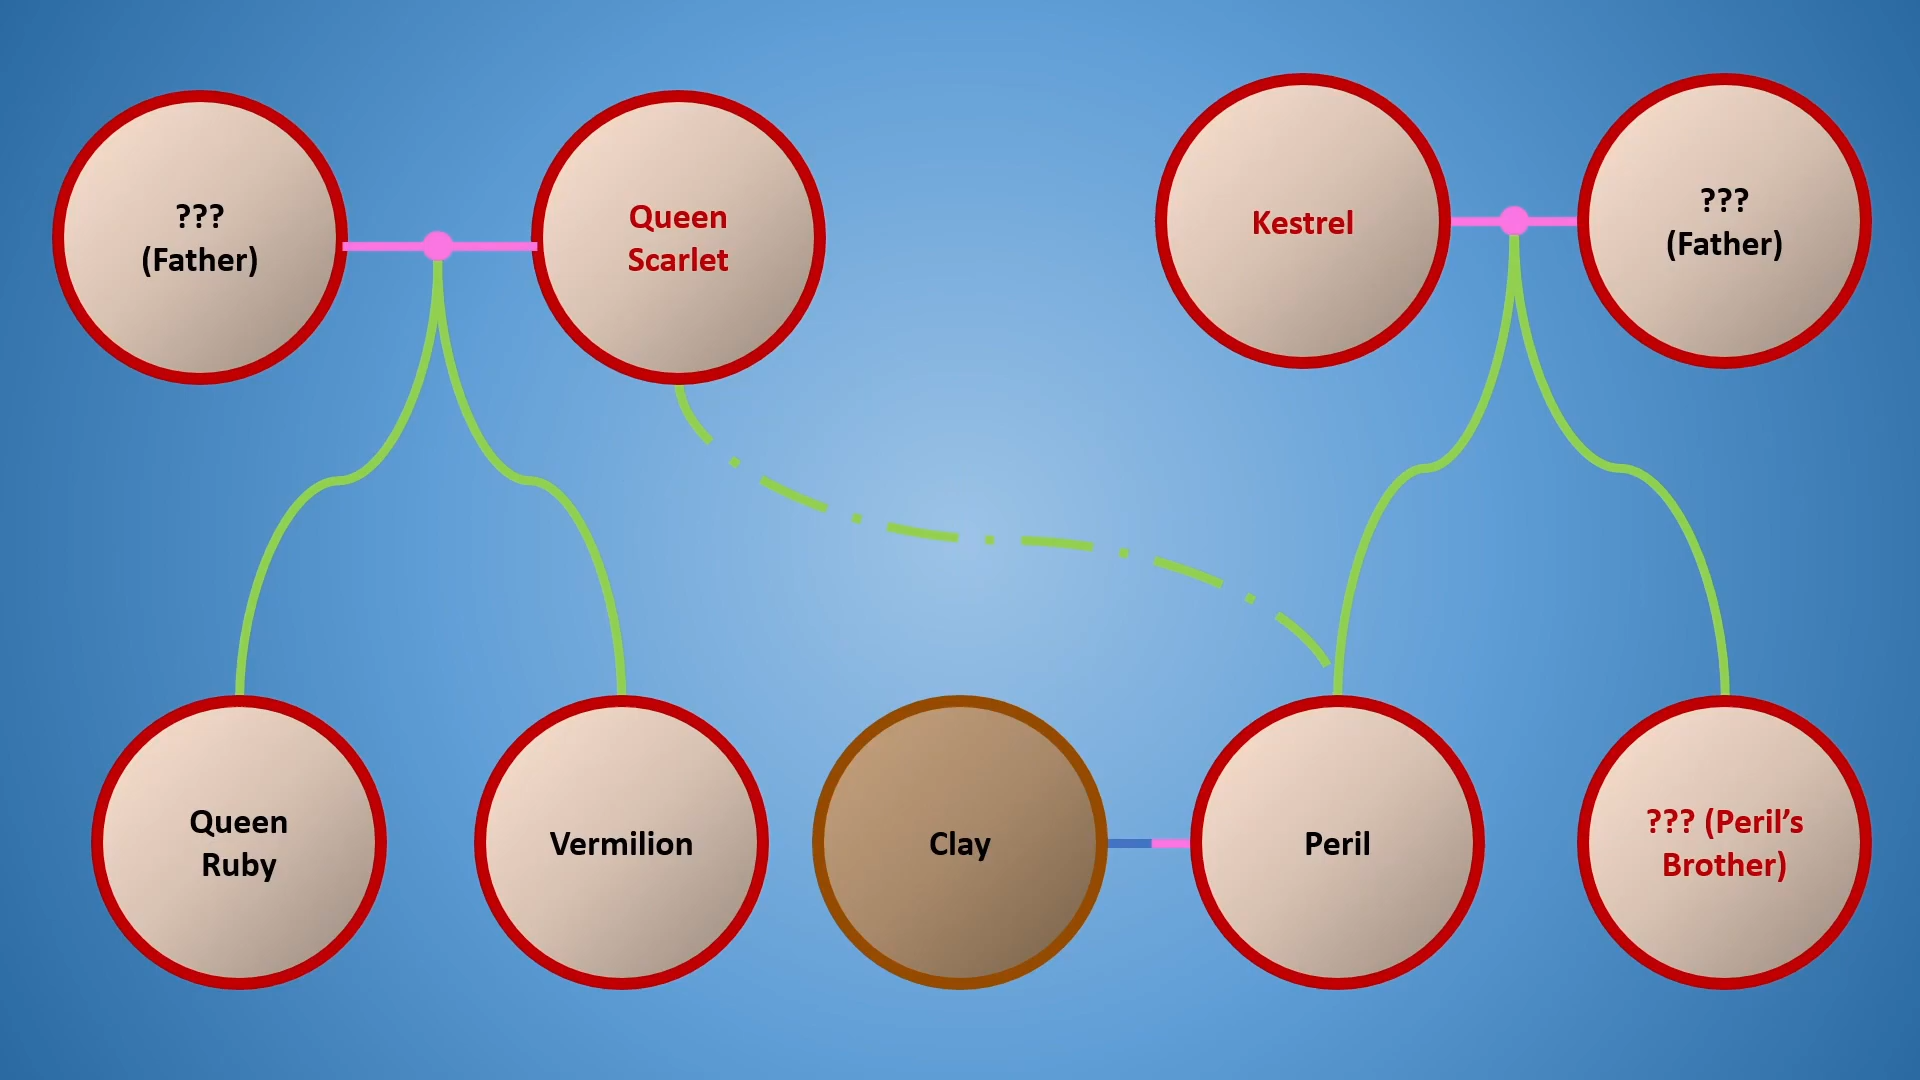 ???
(Father)
Queen
Scarlet
Kestrel
???
(Father)
Queen
Ruby
Vermilion
Clay
Peril
??? (Peril’s
Brother)